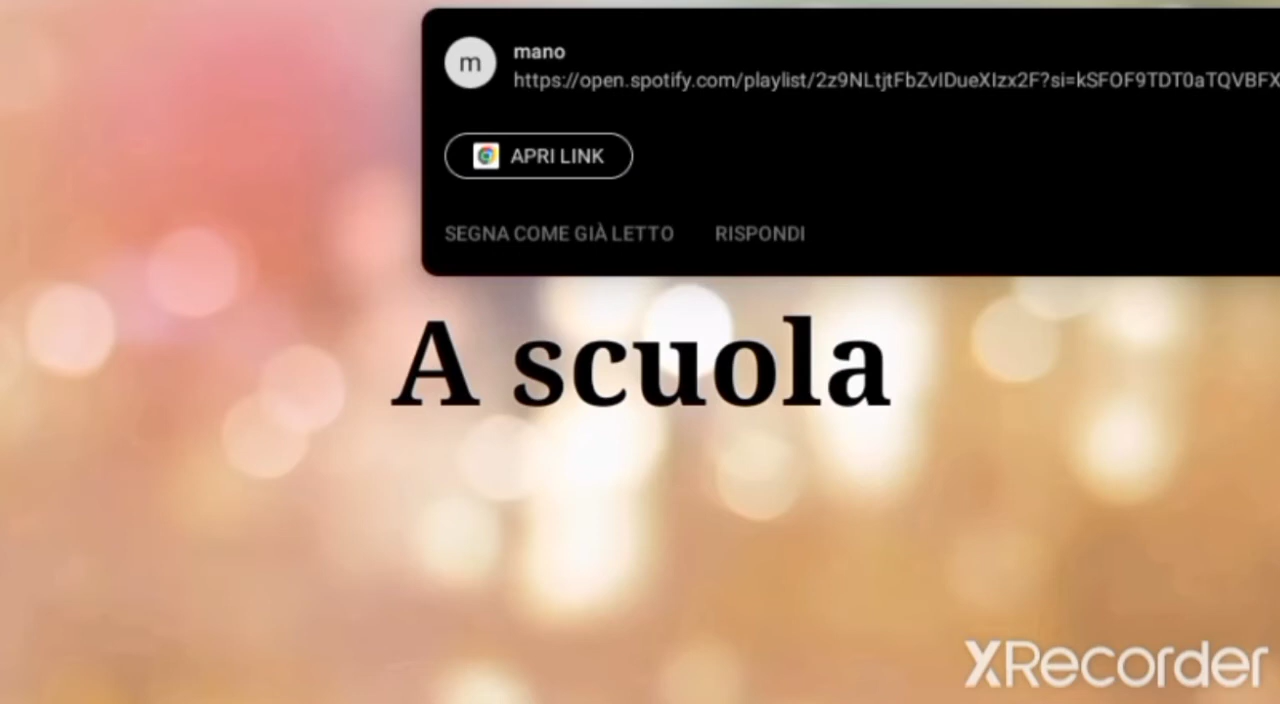 m
mano
https://open.spotify.com/playlist/2z9NLtjtFbZvIDueXIzx2F?si=kSFOF9TDT0aTQVBFX
APRI LINK
SEGNA COME GIÀ LETTO RISPONDI
A scuola
XRecorder